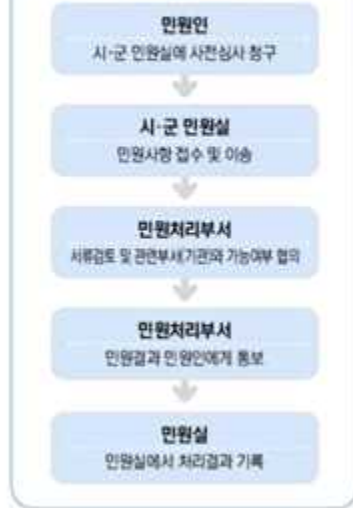 민원인
시·군 민원실에 사전심사 청구
시·군 민원실
민원사항 접수 및 이송
민원처리부서
서류검토 및 관련부서(기관)와 가능여부 협의
민원처리부서
민원결과 민원인에게 통보
민원실
민원실에서 처리결과 기록